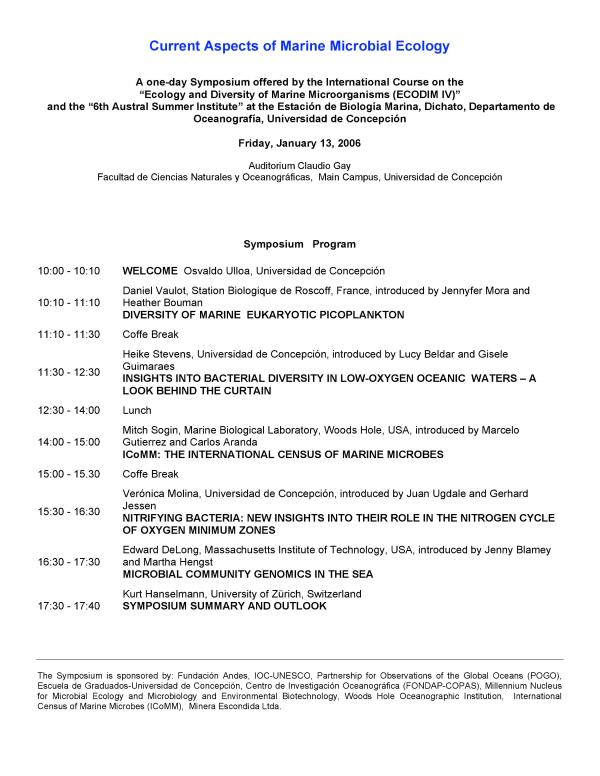 Current Aspects of Marine Microbial Ecology
A one-day Symposium offered by the International Course on the
“Ecology and Diversity of Marine Microorganisms (ECODIM IV)”
and the “6th Austral Summer Institute” at the Estación de Biología Marina, Dichato, Departamento de
Oceanografía, Universidad de Concepción
Friday, January 13, 2006
Auditorium Claudio Gay
Facultad de Ciencias Naturales y Oceanográficas, Main Campus, Universidad de Concepción
Symposium Program
10:00 - 10:10 WELCOME Osvaldo Ulloa, Universidad de Concepción
10:10 - 11:10
Daniel Vaulot, Station Biologique de Roscoff, France, introduced by Jennyfer Mora and
Heather Bouman
DIVERSITY OF MARINE EUKARYOTIC PICOPLANKTON
11:10 - 11:30 Coffe Break
11:30 - 12:30
Heike Stevens, Universidad de Concepción, introduced by Lucy Beldar and Gisele
Guimaraes
INSIGHTS INTO BACTERIAL DIVERSITY IN LOW-OXYGEN OCEANIC WATERS – A
LOOK BEHIND THE CURTAIN
12:30 - 14:00 Lunch
14:00 - 15:00
Mitch Sogin, Marine Biological Laboratory, Woods Hole, USA, introduced by Marcelo
Gutierrez and Carlos Aranda
ICoMM: THE INTERNATIONAL CENSUS OF MARINE MICROBES
15:00 - 15.30 Coffe Break
15:30 - 16:30
Verónica Molina, Universidad de Concepción, introduced by Juan Ugdale and Gerhard
Jessen
NITRIFYING BACTERIA: NEW INSIGHTS INTO THEIR ROLE IN THE NITROGEN CYCLE
OF OXYGEN MINIMUM ZONES
16:30 - 17:30
Edward DeLong, Massachusetts Institute of Technology, USA, introduced by Jenny Blamey
and Martha Hengst
MICROBIAL COMMUNITY GENOMICS IN THE SEA
17:30 - 17:40
Kurt Hanselmann, University of Zürich, Switzerland
SYMPOSIUM SUMMARY AND OUTLOOK
The Symposium is sponsored by: Fundación Andes, IOC-UNESCO, Partnership for Observations of the Global Oceans (POGO),
Escuela de Graduados-Universidad de Concepción, Centro de Investigación Oceanográfica (FONDAP-COPAS), Millennium Nucleus
for Microbial Ecology and Microbiology and Environmental Biotechnology, Woods Hole Oceanographic Institution, International
Census of Marine Microbes (ICoMM), Minera Escondida Ltda.